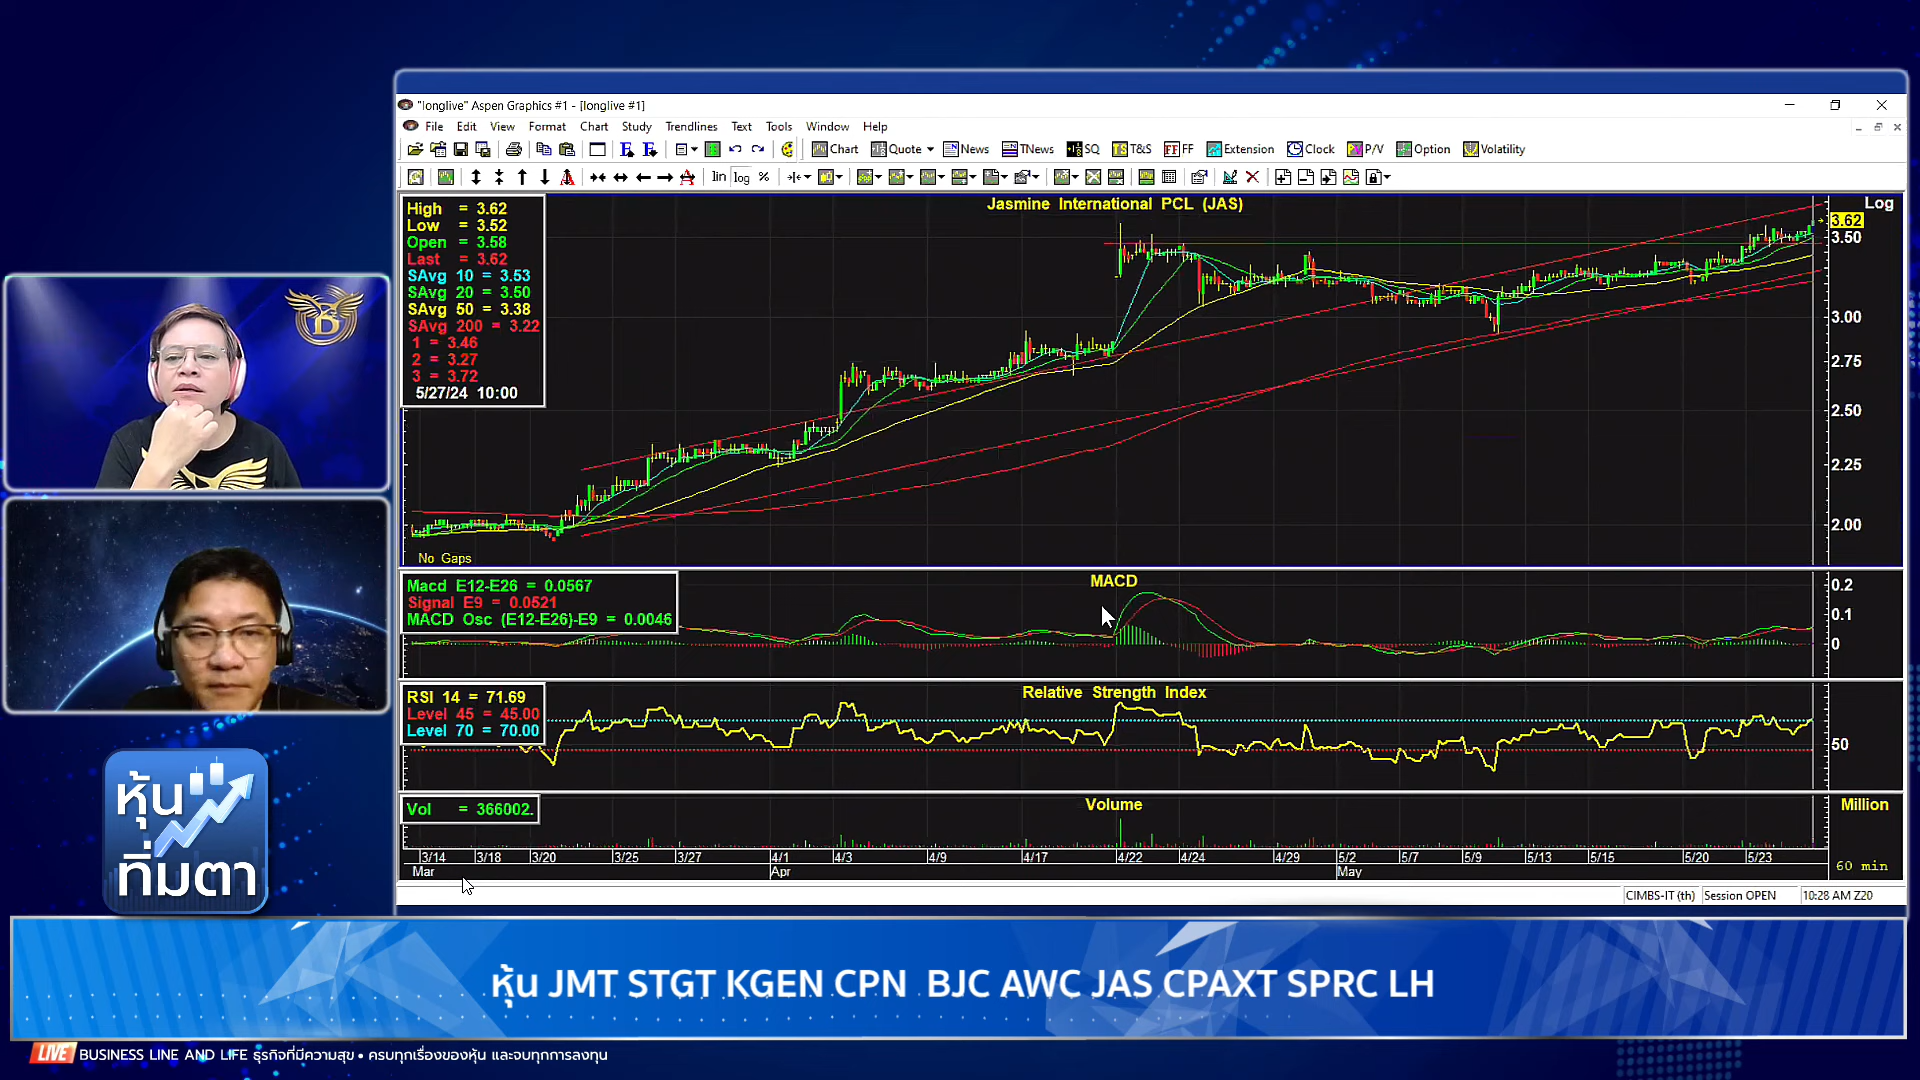 "longlive" Aspen Graphics #1 - [longlive #1]
File Edit View Format Chart Study Trendlines Text Tools Window Help
Chart Quote News TNews SQ T&S FF Extension Clock P/V Option Volatility
lin log %
Jasmine International PCL (JAS)
Log
High = 3.62
Low = 3.52
Open = 3.58
Last = 3.62
SAvg 10 = 3.53
SAvg 20 = 3.50
SAvg 50 = 3.38
SAvg 200 = 3.22
1 = 3.46
2 = 3.27
3 = 3.72
5/27/24 10:00
3.62
3.50
3.00
2.75
2.50
2.25
2.00
No Gaps
Macd E12-E26 = 0.0567
Signal E9 = 0.0521
MACD Osc (E12-E26)-E9 = 0.0046
MACD
0.2
0.1
0
RSI 14 = 71.69
Level 45 = 45.00
Level 70 = 70.00
Relative Strength Index
50
Vol = 366002.
Volume
Million
3/14 3/18 3/20 3/25 3/27 4/1 4/3 4/9 4/17 4/22 4/24 4/29 5/2 5/7 5/9 5/13 5/15 5/20 5/23
Mar Apr May
60 min
CIMBS-IT (th) Session OPEN 10:28 AM Z20
หุ้น
ทิ่มตา
หุ้น JMT STGT KGEN CPN BJC AWC JAS CPAXT SPRC LH
LIVE BUSINESS LINE AND LIFE ธุรกิจที่มีความสุข • ครบทุกเรื่องของหุ้น และจบทุกการลงทุน